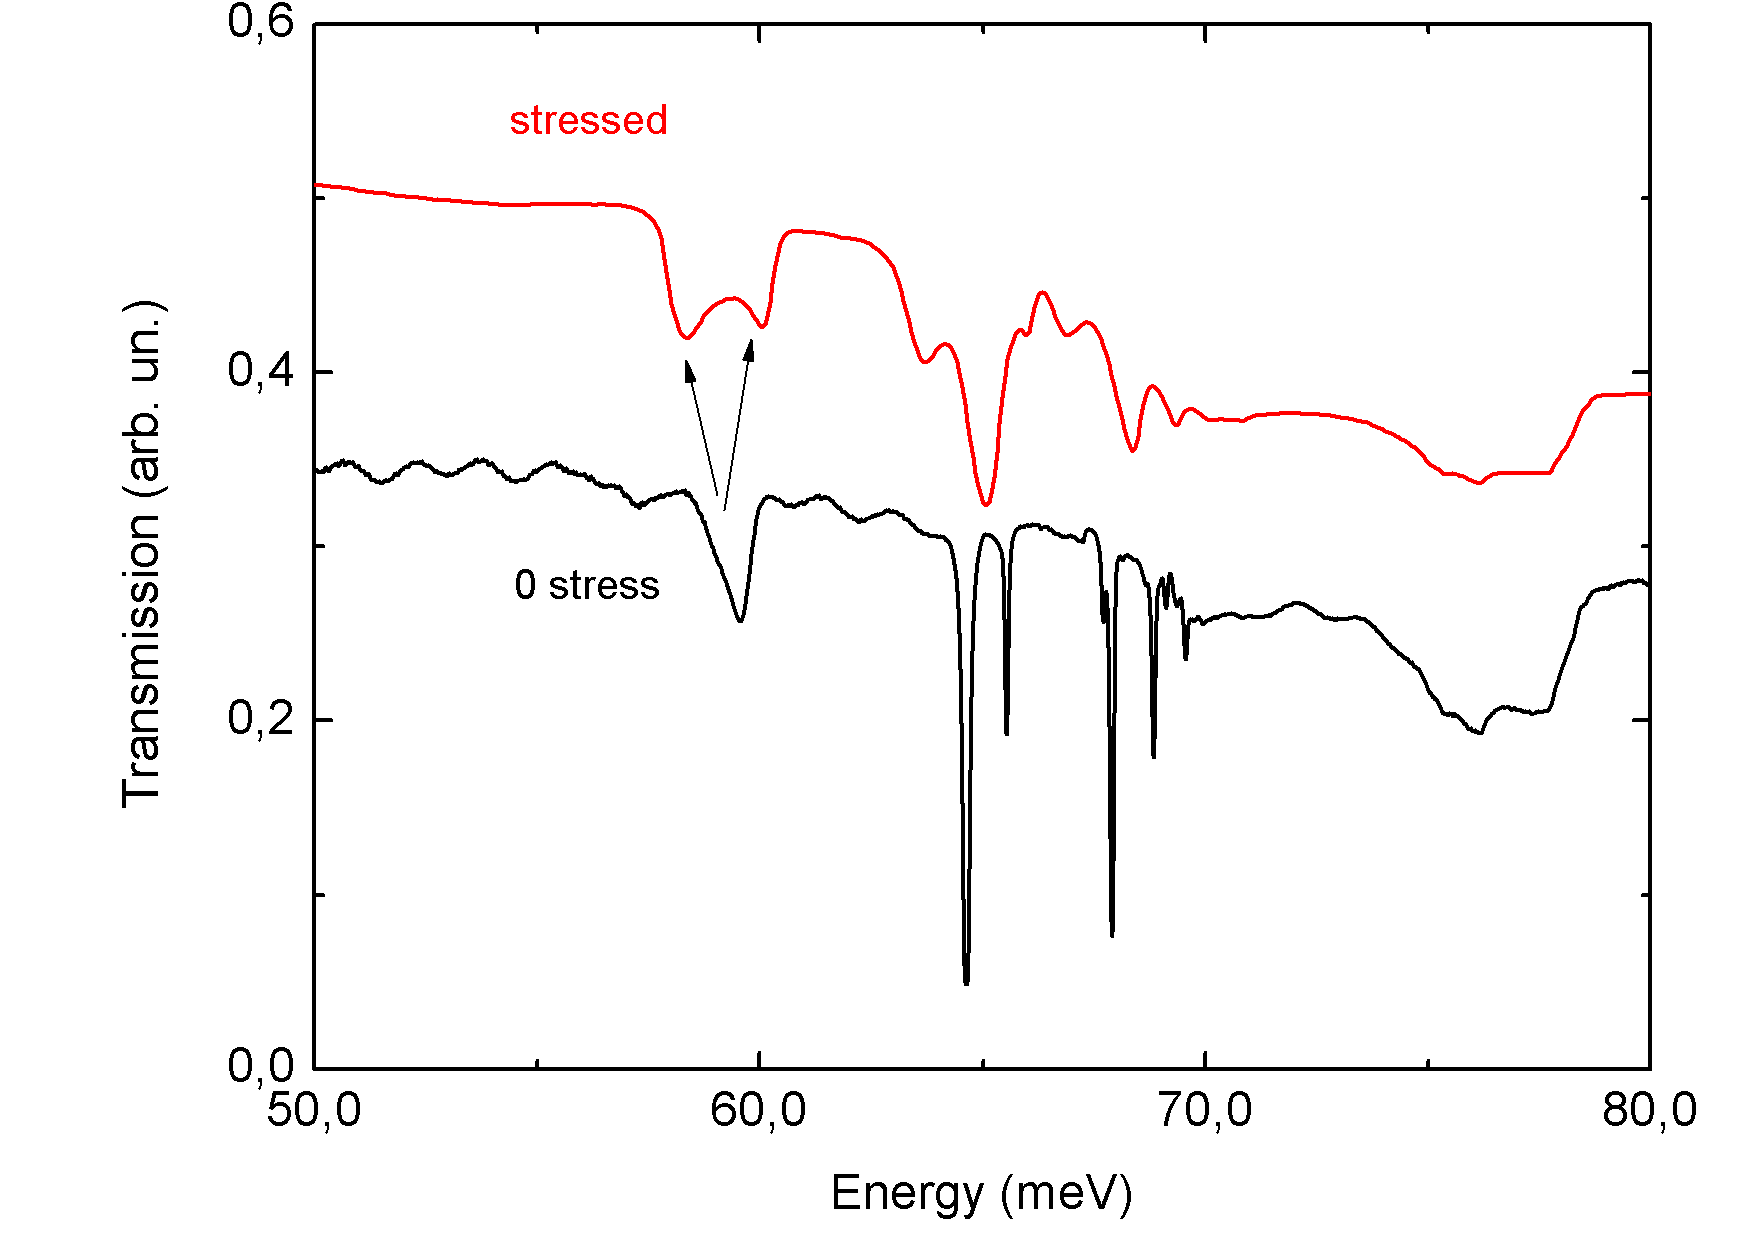 0,6
stressed
0,4
Transmission (arb. un.)
0 stress
0,2
0,0
50,0 60,0 70,0 80,0
Energy (meV)